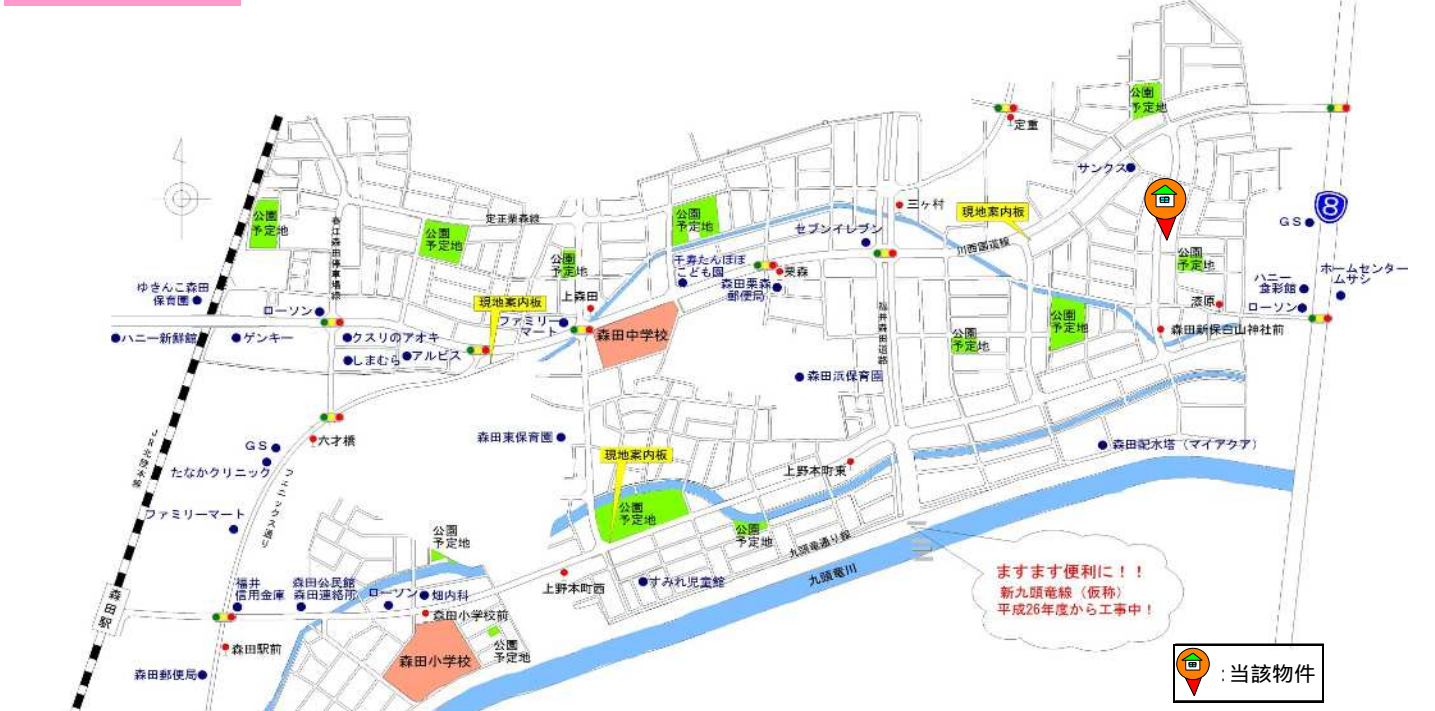 公園
予定地
定重
サンクス
8
三ヶ村
現地案内板
GS
公園
予定地
春江森田停車場線
公園
予定地
定正栗森線
公園
予定地
セブンイレブン
川西国道線
公園
予定地
ホームセンター
ムサシ
ハニー
食彩館
ローソン
漆原
公園
予定地
千寿たんぽぽ
こども園
栗森
森田栗森
郵便局
ゆきんこ森田
保育園
ローソン
現地案内板
上森田
ファミリー
マート
森田中学校
福井森田道路
公園
予定地
公園
予定地
森田新保白山神社前
ハニー新鮮館
ゲンキー
クスリのアオキ
しまむら
アルビス
森田浜保育園
JR北陸本線
GS
六才橋
たなかクリニック
フェニックス通り
森田東保育園
現地案内板
上野本町東
森田配水塔（マイアクア）
ファミリーマート
公園
予定地
公園
予定地
公園
予定地
九頭竜通り線
九頭竜川
上野本町西
すみれ児童館
ますます便利に！！
新九頭竜線（仮称）
平成26年度から工事中！
福井
信用金庫
森田公民館
森田連絡所
ローソン
畑内科
森田小学校前
森田駅
森田駅前
森田小学校
公園
予定地
森田郵便局
:当該物件